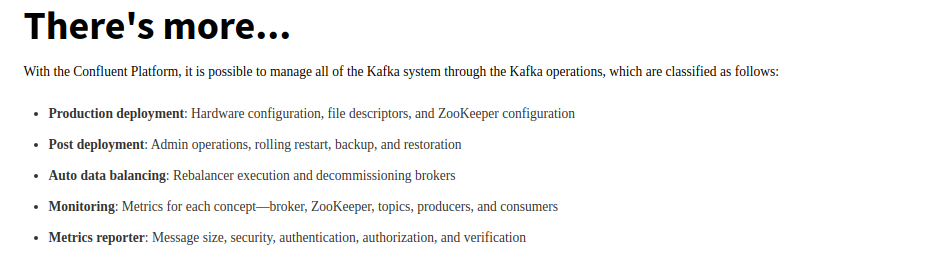 There's more...
With the Confluent Platform, it is possible to manage all of the Kafka system through the Kafka operations, which are classified as follows:
• Production deployment: Hardware configuration, file descriptors, and ZooKeeper configuration
• Post deployment: Admin operations, rolling restart, backup, and restoration
• Auto data balancing: Rebalancer execution and decommissioning brokers
• Monitoring: Metrics for each concept—broker, ZooKeeper, topics, producers, and consumers
• Metrics reporter: Message size, security, authentication, authorization, and verification